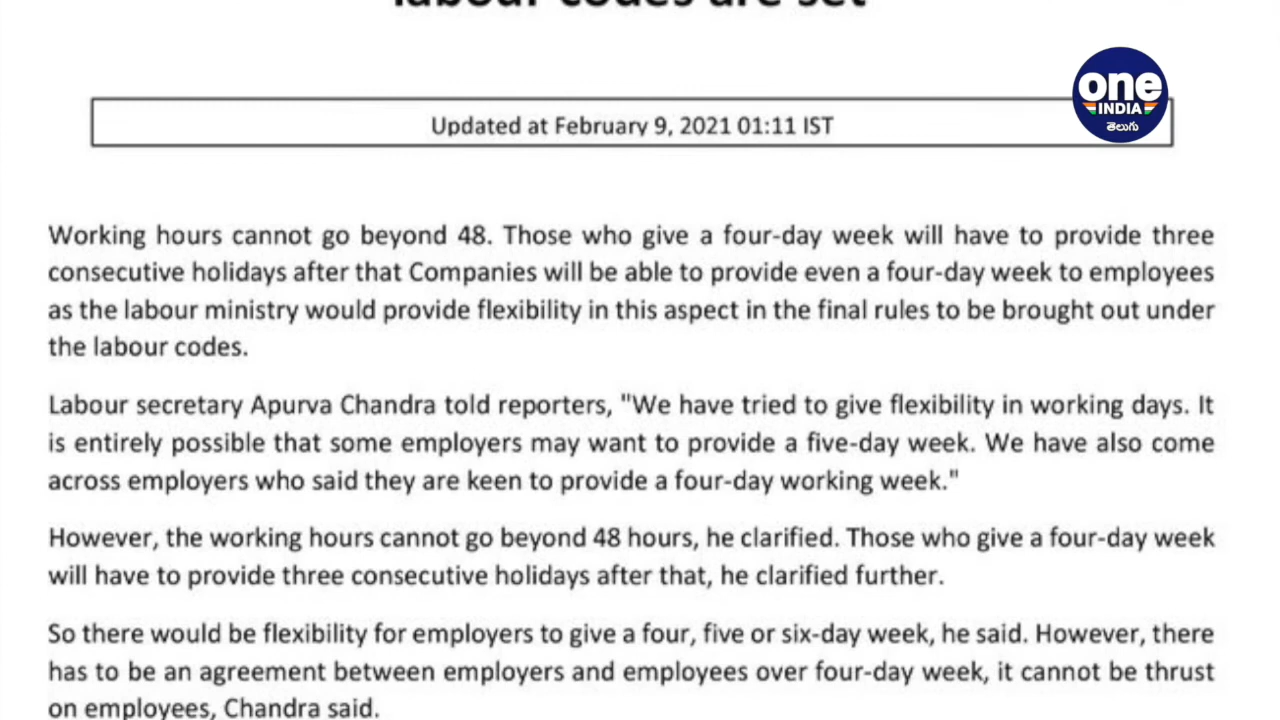 labour codes are set
one
INDIA
తెలుగు
Updated at February 9, 2021 01:11 IST
Working hours cannot go beyond 48. Those who give a four-day week will have to provide three
consecutive holidays after that Companies will be able to provide even a four-day week to employees
as the labour ministry would provide flexibility in this aspect in the final rules to be brought out under
the labour codes.
Labour secretary Apurva Chandra told reporters, "We have tried to give flexibility in working days. It
is entirely possible that some employers may want to provide a five-day week. We have also come
across employers who said they are keen to provide a four-day working week."
However, the working hours cannot go beyond 48 hours, he clarified. Those who give a four-day week
will have to provide three consecutive holidays after that, he clarified further.
So there would be flexibility for employers to give a four, five or six-day week, he said. However, there
has to be an agreement between employers and employees over four-day week, it cannot be thrust
on employees, Chandra said.